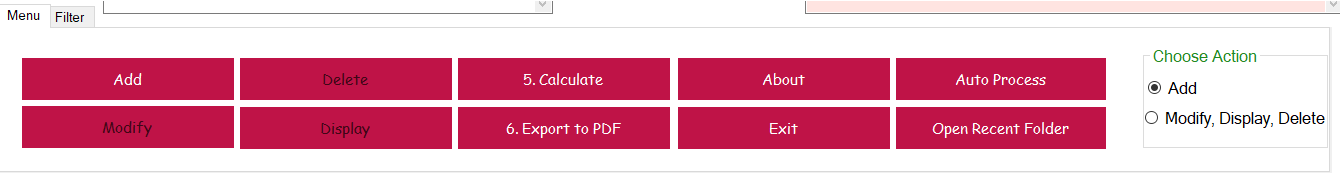 Menu Filter
Add Delete 5. Calculate About Auto Process
Modify Display 6. Export to PDF Exit Open Recent Folder
Choose Action
Add
Modify, Display, Delete